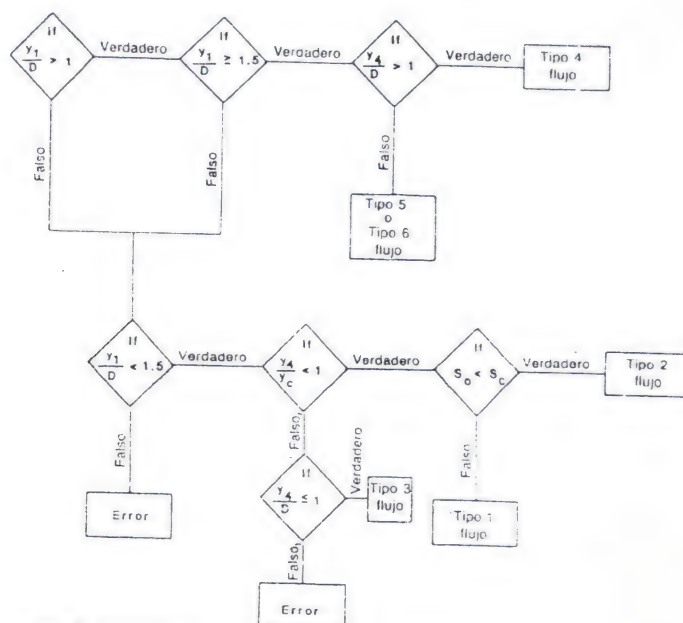 If
y1/D > 1
Verdadero
If
y1/D ≥ 1.5
Verdadero
If
y4/D > 1
Verdadero
Tipo 4
flujo
Falso
Falso
Falso
Tipo 5
o
Tipo 6
flujo
If
y1/D < 1.5
Verdadero
If
y4/yc < 1
Verdadero
If
So < Sc
Verdadero
Tipo 2
flujo
Falso
Falso
Falso
Error
If
y4/D ≤ 1
Verdadero
Tipo 3
flujo
Tipo 1
flujo
Falso
Error